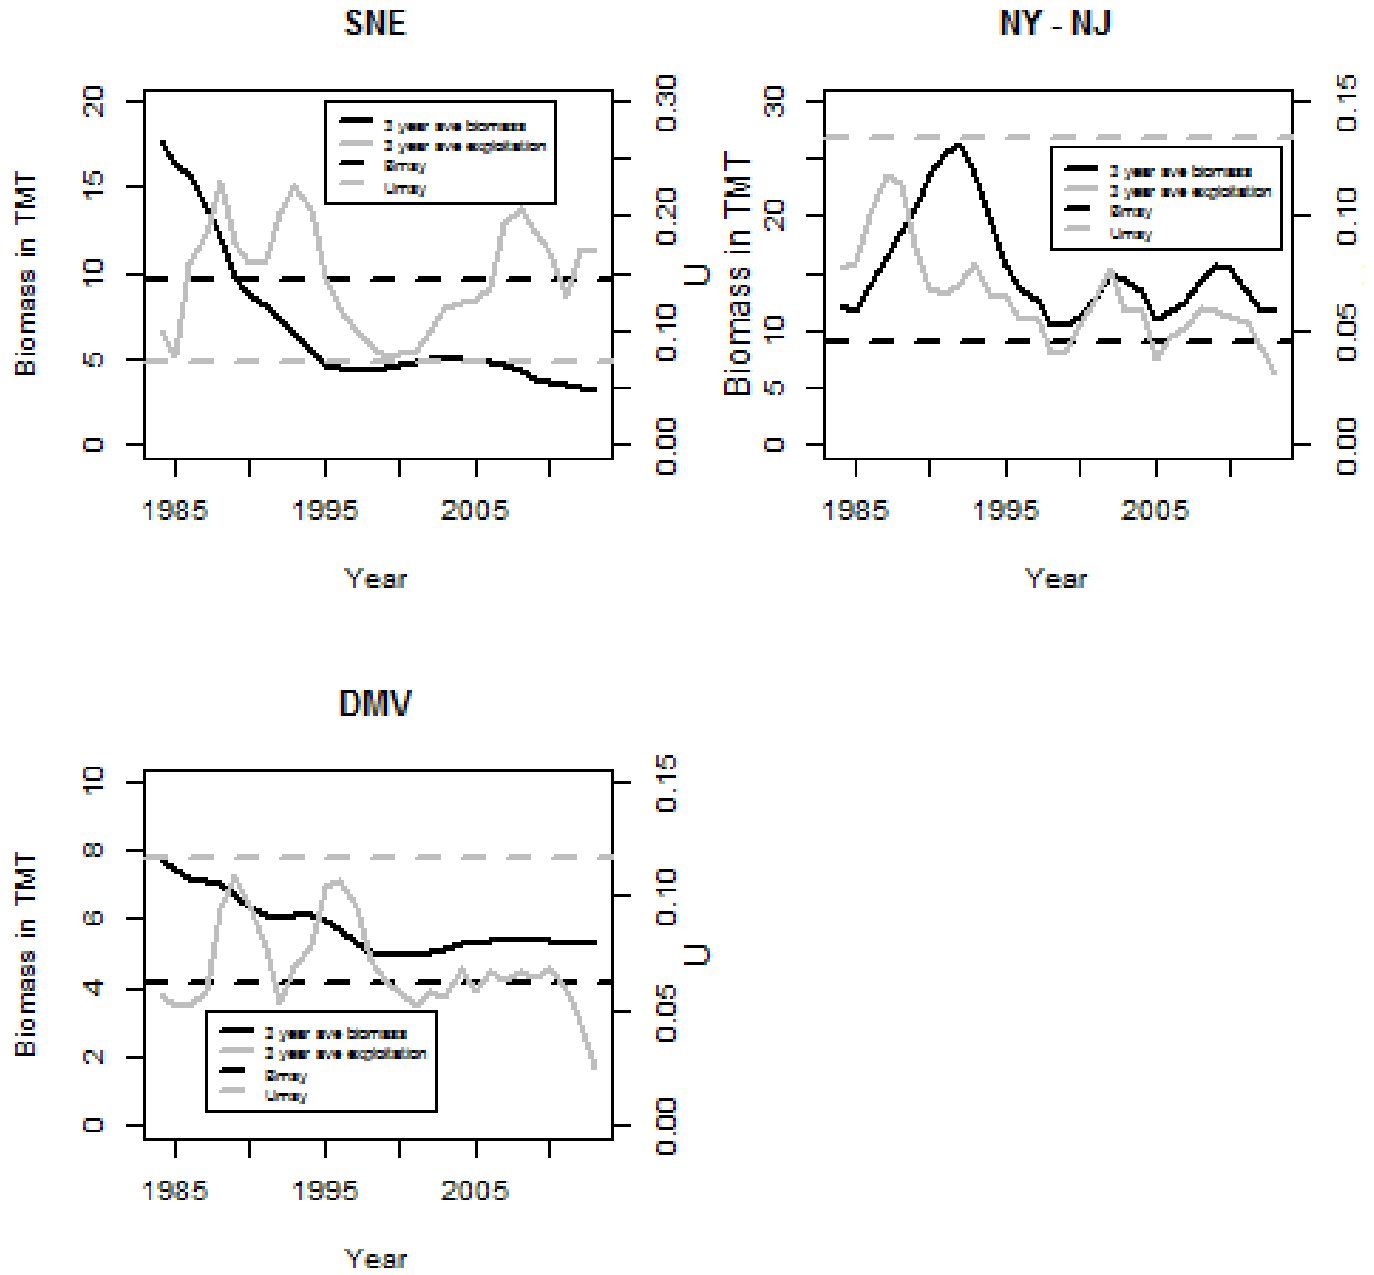 SNE
Biomass in TMT
20
15
10
5
0
0.30
0.20
0.10
0.00
U
3 year ave biomass
3 year ave exploitation
Bmsy
Umsy
1985
1995
2005
Year
NY - NJ
Biomass in TMT
30
20
10
5
0
0.15
0.10
0.05
0.00
3 year ave biomass
3 year ave exploitation
Bmsy
Umsy
1985
1995
2005
Year
DMV
Biomass in TMT
10
8
6
4
2
0
0.15
0.10
0.05
0.00
U
3 year ave biomass
3 year ave exploitation
Bmsy
Umsy
1985
1995
2005
Year